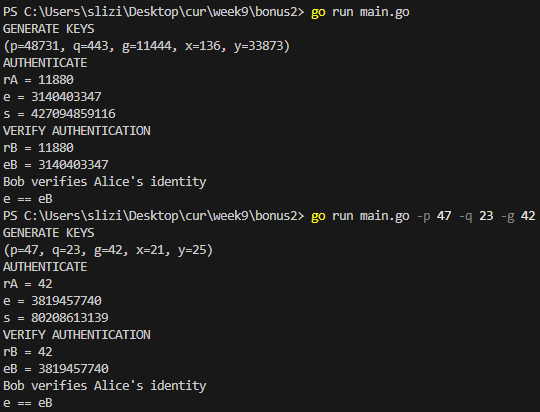 PS C:\Users\slizi\Desktop\cur\week9\bonus2> go run main.go
GENERATE KEYS
(p=48731, q=443, g=11444, x=136, y=33873)
AUTHENTICATE
rA = 11880
e = 3140403347
s = 427094859116
VERIFY AUTHENTICATION
rB = 11880
eB = 3140403347
Bob verifies Alice's identity
e == eB
PS C:\Users\slizi\Desktop\cur\week9\bonus2> go run main.go -p 47 -q 23 -g 42
GENERATE KEYS
(p=47, q=23, g=42, x=21, y=25)
AUTHENTICATE
rA = 42
e = 3819457740
s = 80208613139
VERIFY AUTHENTICATION
rB = 42
eB = 3819457740
Bob verifies Alice's identity
e == eB